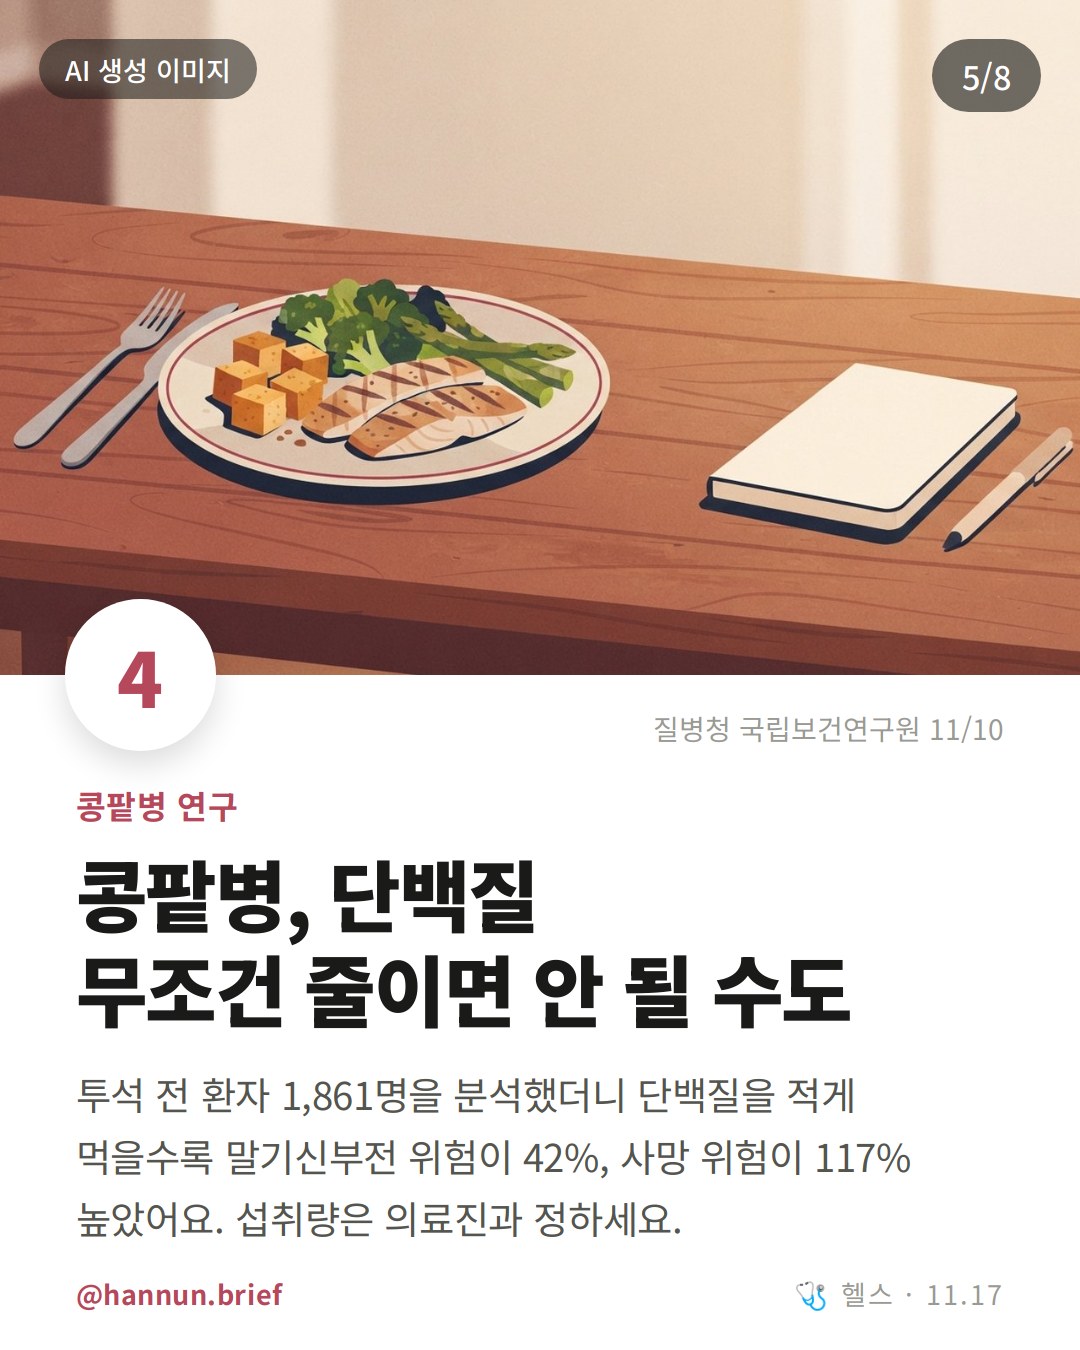 AI 생성 이미지
5/8
4
질병청 국립보건연구원 11/10
콩팥병 연구
콩팥병, 단백질
무조건 줄이면 안 될 수도
투석 전 환자 1,861명을 분석했더니 단백질을 적게
먹을수록 말기신부전 위험이 42%, 사망 위험이 117%
높았어요. 섭취량은 의료진과 정하세요.
@hannun.brief
헬스 · 11.17